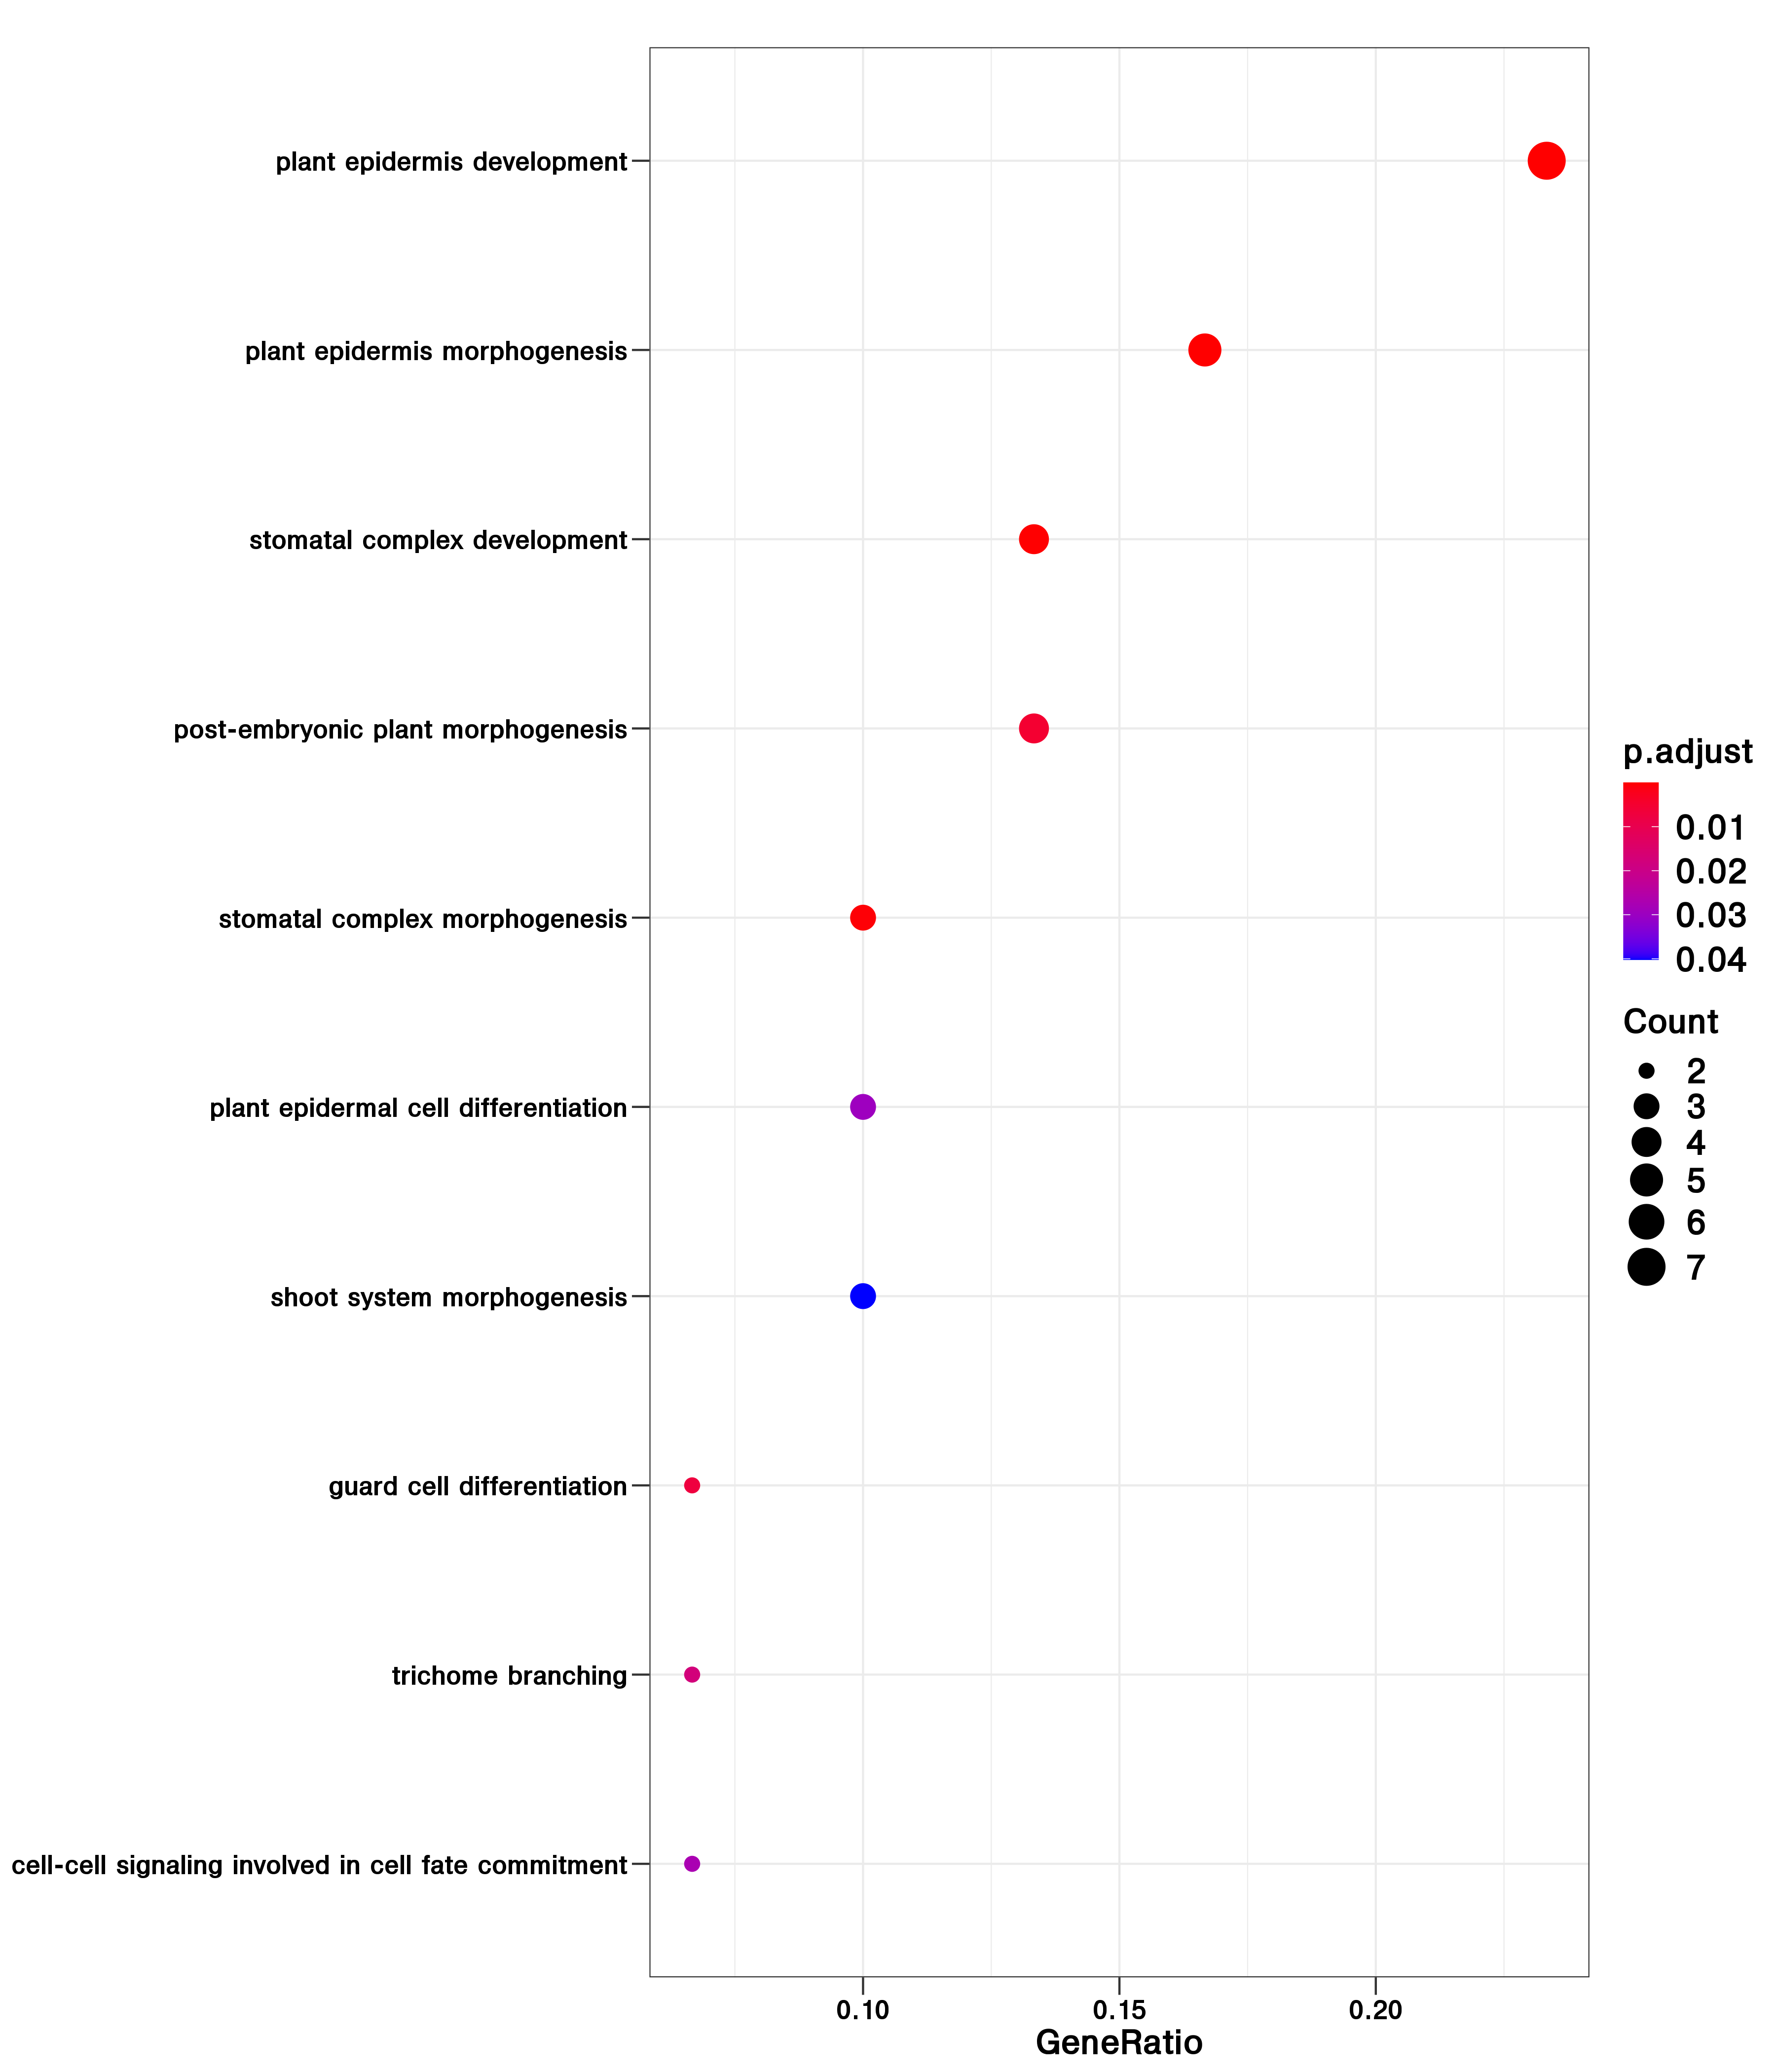 plant epidermis development
plant epidermis morphogenesis
stomatal complex development
post-embryonic plant morphogenesis
stomatal complex morphogenesis
plant epidermal cell differentiation
shoot system morphogenesis
guard cell differentiation
trichome branching
cell-cell signaling involved in cell fate commitment
0.10 0.15 0.20
GeneRatio
p.adjust
0.01
0.02
0.03
0.04
Count
2
3
4
5
6
7